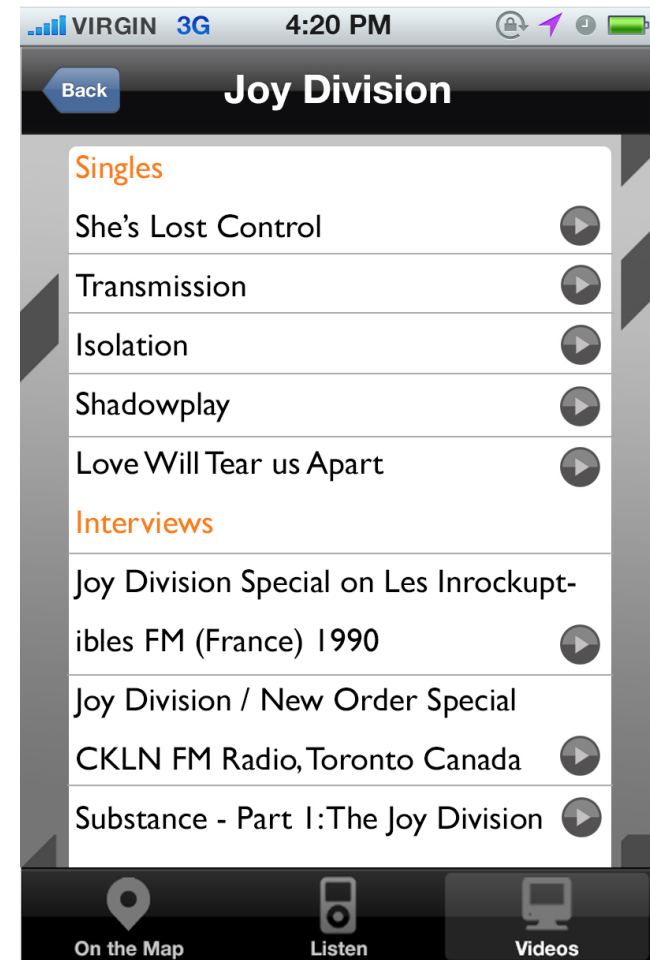 VIRGIN 3G 4:20 PM
Back Joy Division
Singles
She’s Lost Control
Transmission
Isolation
Shadowplay
Love Will Tear us Apart
Interviews
Joy Division Special on Les Inrockupt-
ibles FM (France) 1990
Joy Division / New Order Special
CKLN FM Radio, Toronto Canada
Substance - Part 1: The Joy Division
On the Map Listen Videos